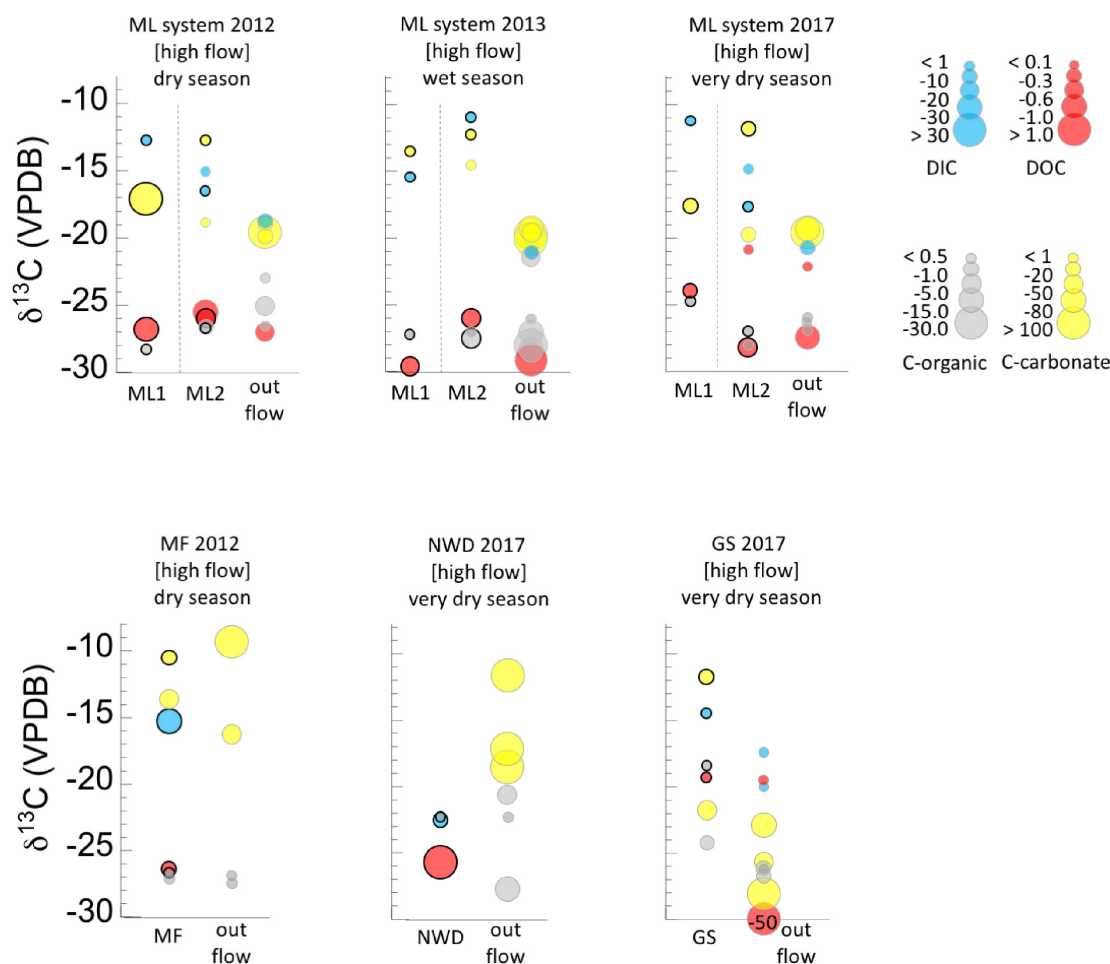 ML system 2012
[high flow]
dry season
ML system 2013
[high flow]
wet season
ML system 2017
[high flow]
very dry season
δ¹³C (VPDB)
-10
-15
-20
-25
-30
ML1
ML2
out
flow
ML1
ML2
out
flow
ML1
ML2
out
flow
< 1
-10
-20
-30
> 30
DIC
< 0.1
-0.3
-0.6
-1.0
> 1.0
DOC
< 0.5
-1.0
-5.0
-15.0
-30.0
C-organic
< 1
-20
-50
-80
> 100
C-carbonate
MF 2012
[high flow]
dry season
NWD 2017
[high flow]
very dry season
GS 2017
[high flow]
very dry season
δ¹³C (VPDB)
-10
-15
-20
-25
-30
MF
out
flow
NWD
out
flow
-50
GS
out
flow